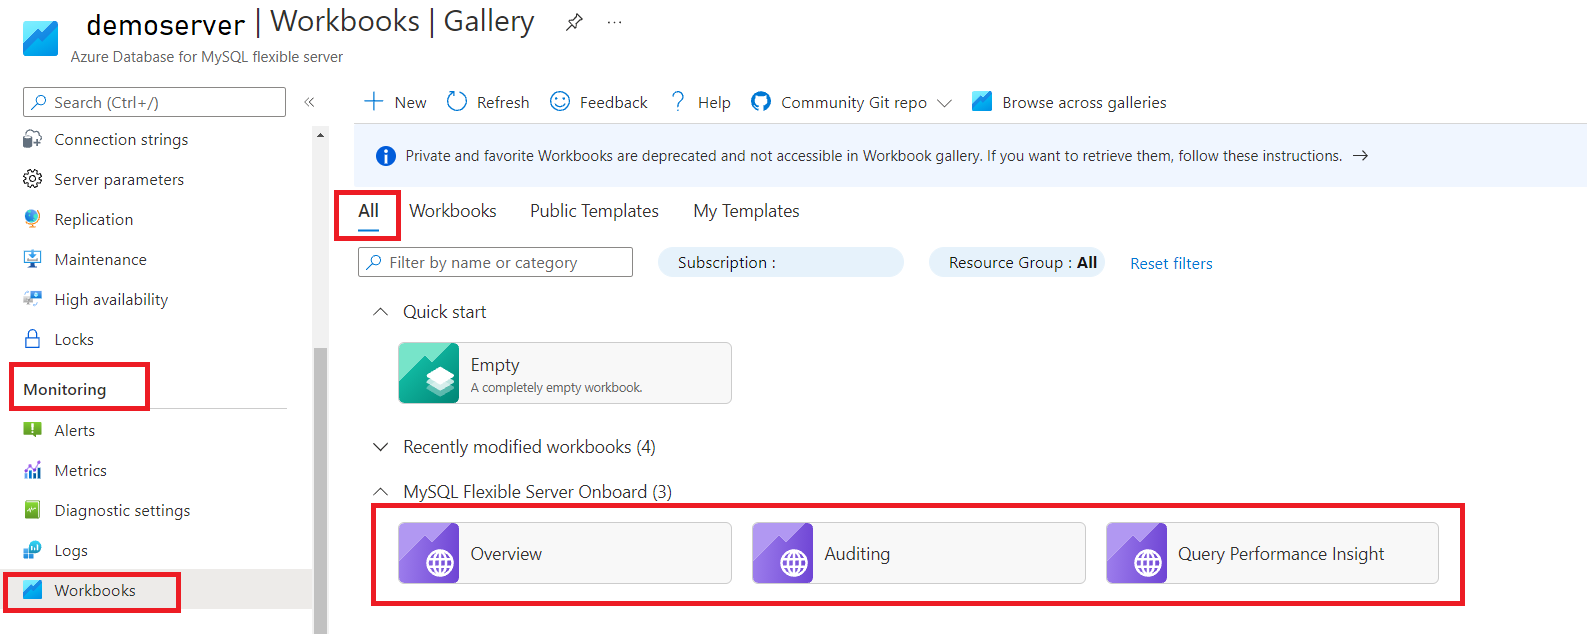 demoserver | Workbooks | Gallery
Azure Database for MySQL flexible server
Search (Ctrl+/)
Connection strings
Server parameters
Replication
Maintenance
High availability
Locks
Monitoring
Alerts
Metrics
Diagnostic settings
Logs
Workbooks
New Refresh Feedback Help Community Git repo Browse across galleries
Private and favorite Workbooks are deprecated and not accessible in Workbook gallery. If you want to retrieve them, follow these instructions. →
All Workbooks Public Templates My Templates
Filter by name or category Subscription : Resource Group : All Reset filters
Quick start
Empty
A completely empty workbook.
Recently modified workbooks (4)
MySQL Flexible Server Onboard (3)
Overview Auditing Query Performance Insight